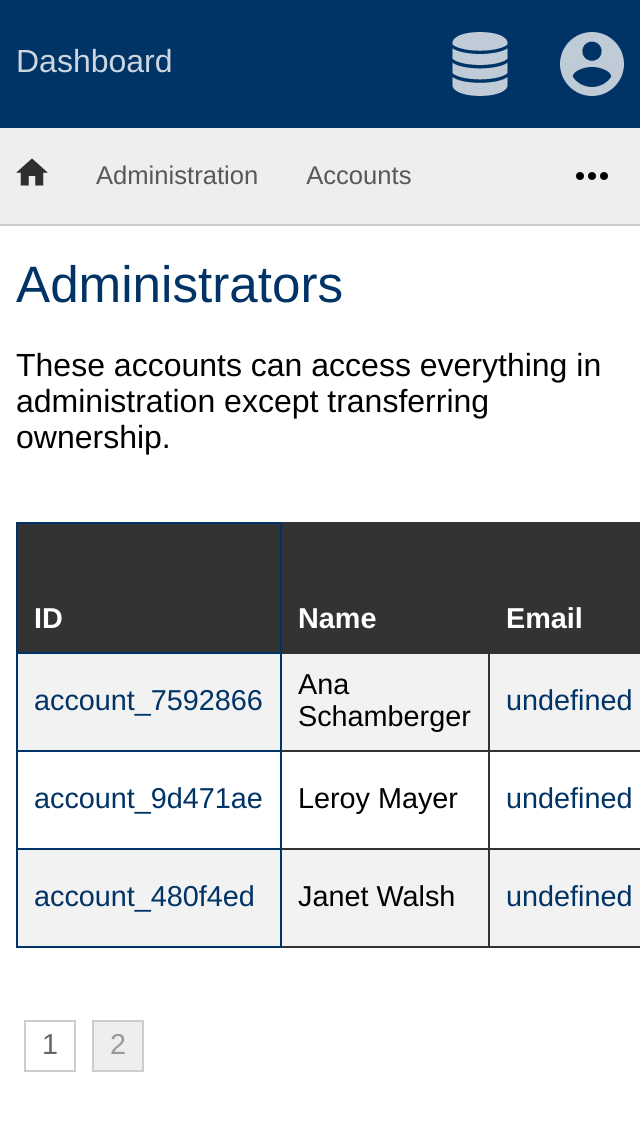 Dashboard
Administration Accounts
Administrators
These accounts can access everything in
administration except transferring
ownership.
ID Name Email
account_7592866 Ana Schamberger undefined
account_9d471ae Leroy Mayer undefined
account_480f4ed Janet Walsh undefined
1 2